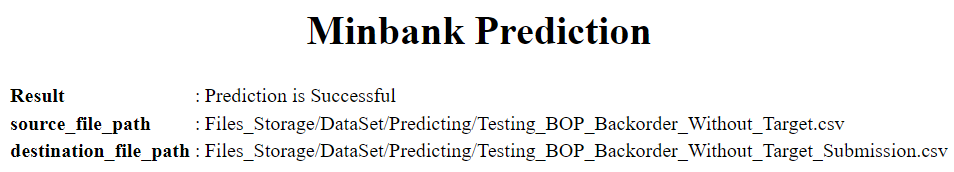 Minbank Prediction
Result : Prediction is Successful
source_file_path : Files_Storage/DataSet/Predicting/Testing_BOP_Backorder_Without_Target.csv
destination_file_path : Files_Storage/DataSet/Predicting/Testing_BOP_Backorder_Without_Target_Submission.csv